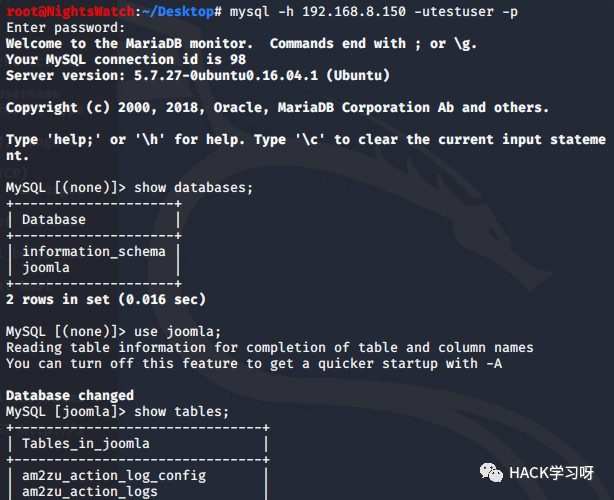 root@NightsWatch:~/Desktop# mysql -h 192.168.8.150 -utestuser -p
Enter password:
Welcome to the MariaDB monitor.  Commands end with ; or \g.
Your MySQL connection id is 98
Server version: 5.7.27-0ubuntu0.16.04.1 (Ubuntu)

Copyright (c) 2000, 2018, Oracle, MariaDB Corporation Ab and others.

Type 'help;' or '\h' for help. Type '\c' to clear the current input stateme
nt.

MySQL [(none)]> show databases;
+--------------------+
| Database           |
+--------------------+
| information_schema |
| joomla             |
+--------------------+
2 rows in set (0.016 sec)

MySQL [(none)]> use joomla;
Reading table information for completion of table and column names
You can turn off this feature to get a quicker startup with -A

Database changed
MySQL [joomla]> show tables;
+-------------------------------+
| Tables_in_joomla              |
+-------------------------------+
| am2zu_action_log_config       |
| am2zu_action_logs             |
HACK学习呀